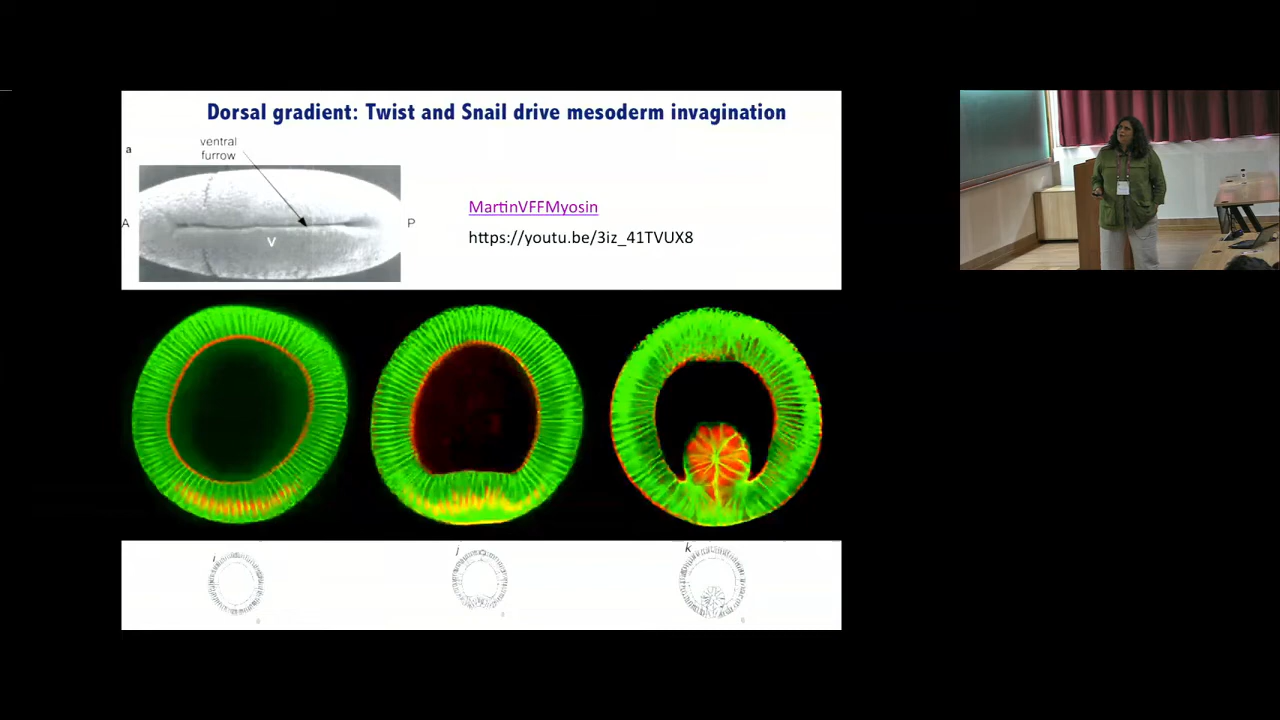 Dorsal gradient: Twist and Snail drive mesoderm invagination
a
ventral
furrow
A
V
P
MartinVFFMyosin
https://youtu.be/3iz_41TVUX8
i
j
k